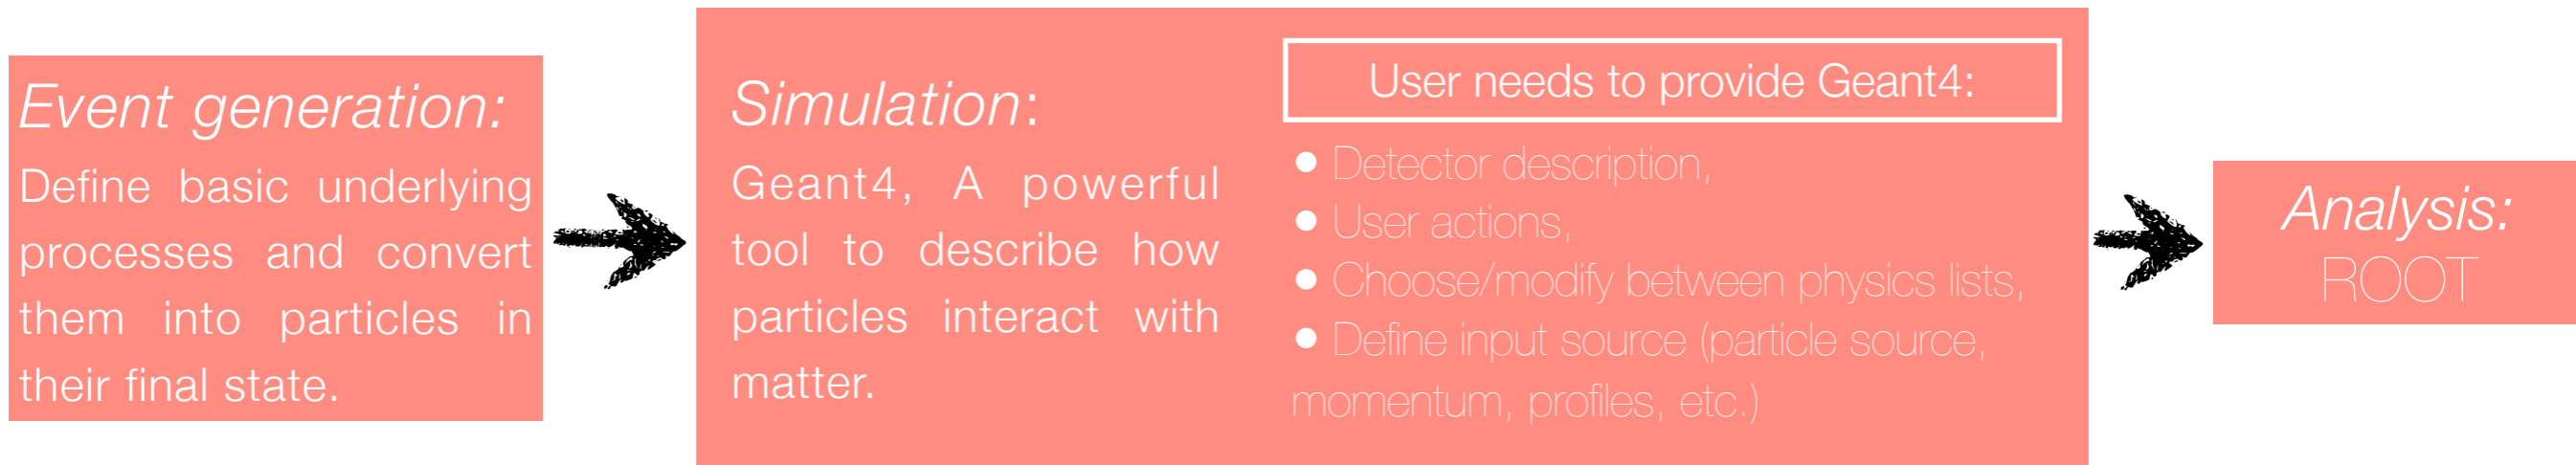 Event generation:
Define basic underlying
processes and convert
them into particles in
their final state.
Simulation:
Geant4, A powerful
tool to describe how
particles interact with
matter.
User needs to provide Geant4:
● Detector description,
● User actions,
● Choose/modify between physics lists,
● Define input source (particle source,
momentum, profiles, etc.)
Analysis:
ROOT